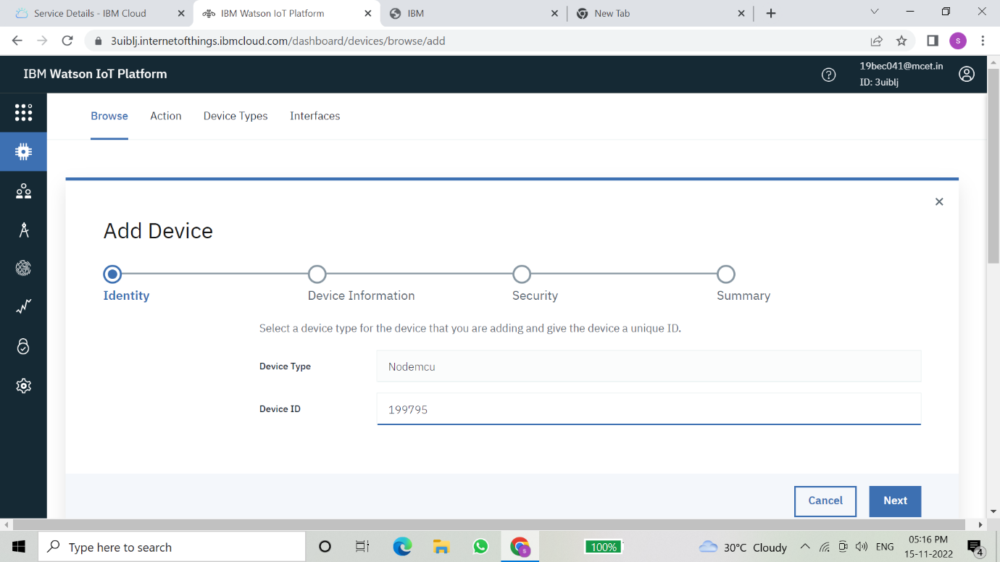 Service Details - IBM Cloud
IBM Watson IoT Platform
IBM
New Tab
3uiblj.internetofthings.ibmcloud.com/dashboard/devices/browse/add
s
IBM Watson IoT Platform
19bec041@mcet.in
ID: 3uiblj
Browse Action Device Types Interfaces
Add Device
Identity Device Information Security Summary
Select a device type for the device that you are adding and give the device a unique ID.
Device Type Nodemcu
Device ID 199795
Cancel Next
Type here to search
s
100%
30°C Cloudy
ENG
05:16 PM
15-11-2022
4